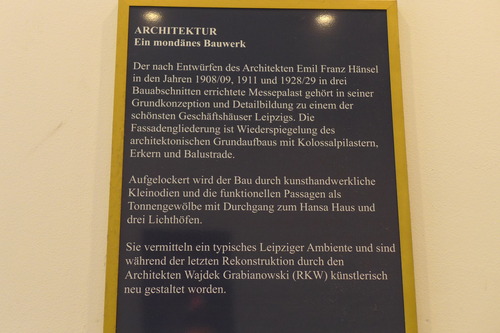 ARCHITEKTUR
Ein mondänes Bauwerk
Der nach Entwürfen des Architekten Emil Franz Hänsel
in den Jahren 1908/09, 1911 und 1928/29 in drei
Bauabschnitten errichtete Messepalast gehört in seiner
Grundkonzeption und Detailbildung zu einem der
schönsten Geschäftshäuser Leipzigs. Die
Fassadengliederung ist Wiederspiegelung des
architektonischen Grundaufbaus mit Kolossalpilastern,
Erkern und Balustrade.
Aufgelockert wird der Bau durch kunsthandwerkliche
Kleinodien und die funktionellen Passagen als
Tonnengewölbe mit Durchgang zum Hansa Haus und
drei Lichthöfen.
Sie vermitteln ein typisches Leipziger Ambiente und sind
während der letzten Rekonstruktion durch den
Architekten Wajdek Grabianowski (RKW) künstlerisch
neu gestaltet worden.